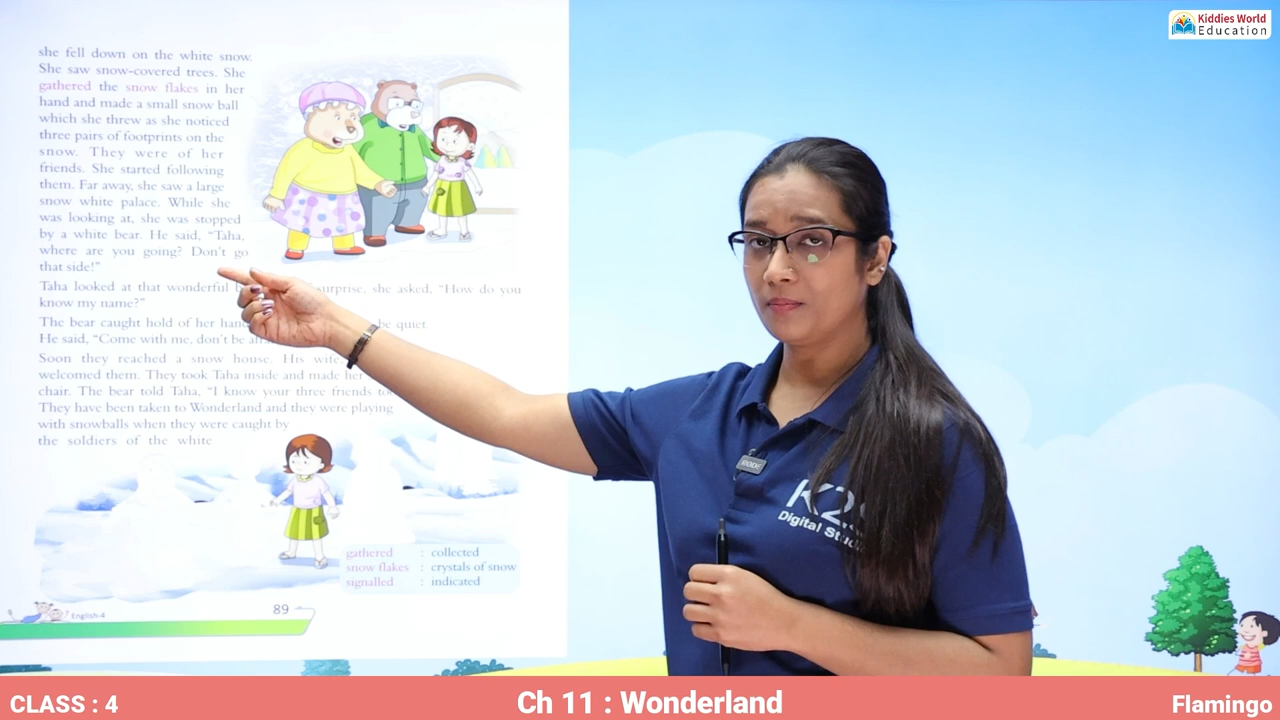 Kiddies World
Education
she fell down on the white snow.
She saw snow-covered trees. She
gathered the snow flakes in her
hand and made a small snow ball
which she threw as she noticed
three pairs of footprints on the
snow. They were of her
friends. She started following
them. Far away, she saw a large
snow white palace. While she
was looking at, she was stopped
by a white bear. He said, “Taha,
where are you going? Don't go
that side!”
Taha looked at that wonderful surprise, she asked, “How do you
know my name?”
The bear caught hold of her hand be quiet.
He said, “Come with me, don't be
Soon they reached a snow house. His wife
welcomed them. They took Taha inside and made her
chair. The bear told Taha, “I know your three friends
They have been taken to Wonderland and they were playing
with snowballs when they were caught by
the soldiers of the white
gathered : collected
snow flakes : crystals of snow
signalled : indicated
English-4
89
RODE
K2
Digital
CLASS : 4
Ch 11 : Wonderland
Flamingo